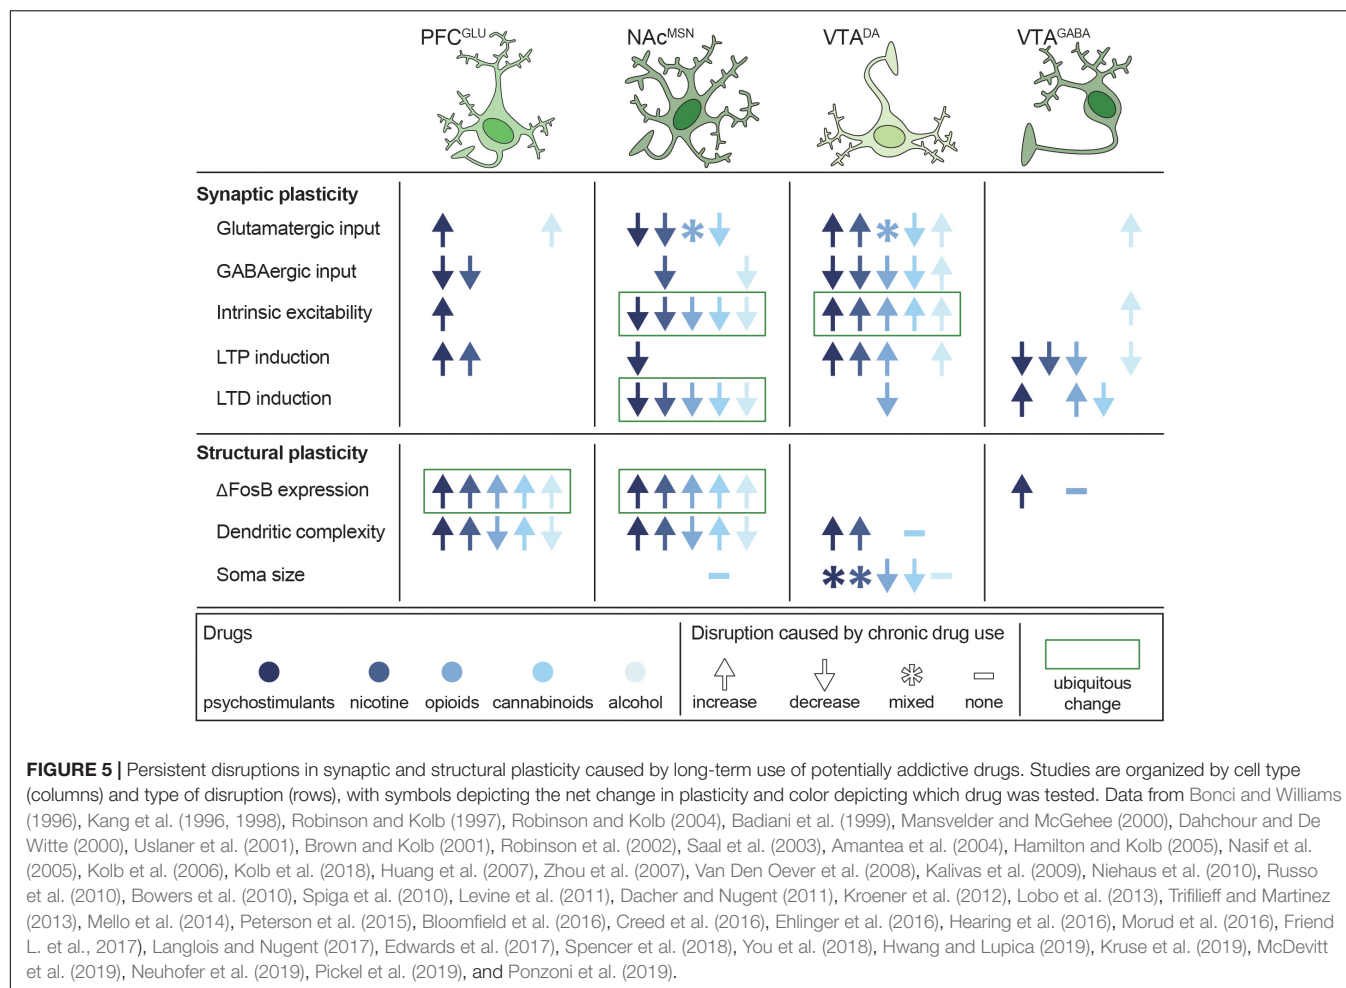 PFCGLU NAcMSN VTADA VTAGABA
Synaptic plasticity
Glutamatergic input
GABAergic input
Intrinsic excitability
LTP induction
LTD induction
Structural plasticity
ΔFosB expression
Dendritic complexity
Soma size
Drugs
psychostimulants nicotine opioids cannabinoids alcohol
Disruption caused by chronic drug use
increase decrease mixed none
ubiquitous
change
FIGURE 5 | Persistent disruptions in synaptic and structural plasticity caused by long-term use of potentially addictive drugs. Studies are organized by cell type
(columns) and type of disruption (rows), with symbols depicting the net change in plasticity and color depicting which drug was tested. Data from Bonci and Williams
(1996), Kang et al. (1996, 1998), Robinson and Kolb (1997), Robinson and Kolb (2004), Badiani et al. (1999), Mansvelder and McGehee (2000), Dahchour and De
Witte (2000), Uslaner et al. (2001), Brown and Kolb (2001), Robinson et al. (2002), Saal et al. (2003), Amantea et al. (2004), Hamilton and Kolb (2005), Nasif et al.
(2005), Kolb et al. (2006), Kolb et al. (2018), Huang et al. (2007), Zhou et al. (2007), Van Den Oever et al. (2008), Kalivas et al. (2009), Niehaus et al. (2010), Russo
et al. (2010), Bowers et al. (2010), Spiga et al. (2010), Levine et al. (2011), Dacher and Nugent (2011), Kroener et al. (2012), Lobo et al. (2013), Trifilieff and Martinez
(2013), Mello et al. (2014), Peterson et al. (2015), Bloomfield et al. (2016), Creed et al. (2016), Ehlinger et al. (2016), Hearing et al. (2016), Morud et al. (2016), Friend
L. et al., 2017), Langlois and Nugent (2017), Edwards et al. (2017), Spencer et al. (2018), You et al. (2018), Hwang and Lupica (2019), Kruse et al. (2019), McDevitt
et al. (2019), Neuhofer et al. (2019), Pickel et al. (2019), and Ponzoni et al. (2019).